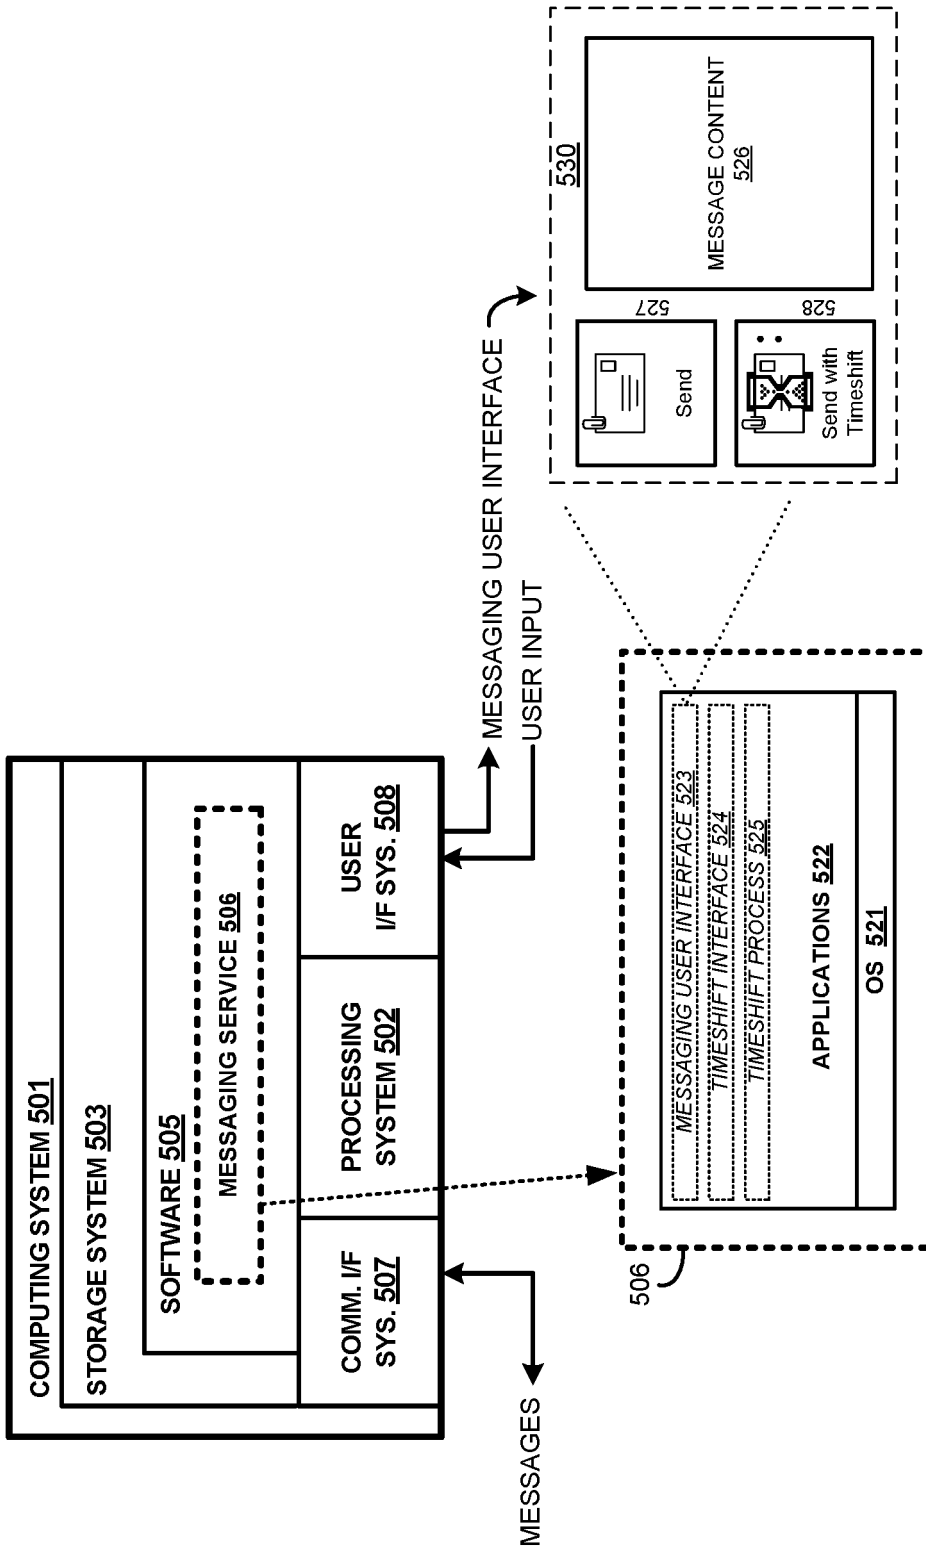 COMPUTING SYSTEM 501
STORAGE SYSTEM 503
SOFTWARE 505
MESSAGING SERVICE 506
COMM. I/F
SYS. 507
PROCESSING
SYSTEM 502
USER
I/F SYS. 508
MESSAGES
MESSAGING USER INTERFACE
USER INPUT
506
MESSAGING USER INTERFACE 523
TIMESHIFT INTERFACE 524
TIMESHIFT PROCESS 525
APPLICATIONS 522
OS 521
530
Send
527
Send with
Timeshift
528
MESSAGE CONTENT
526